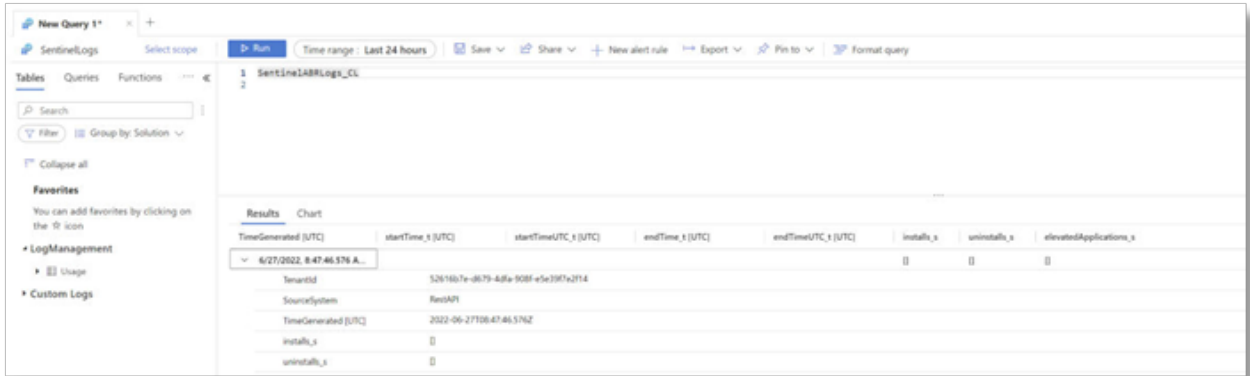 New Query 1* × +
SentinelLogs Select scope Run Time range : Last 24 hours Save Share New alert rule Export Pin to Format query
Tables Queries Functions ... «
1 SentinelABRLogs_CL
2
Search
Filter Group by: Solution
Collapse all
Favorites
You can add favorites by clicking on
the ☆ icon
LogManagement
Usage
Custom Logs
Results Chart
TimeGenerated [UTC] startTime_t [UTC] startTimeUTC_t [UTC] endTime_t [UTC] endTimeUTC_t [UTC] installs_s uninstalls_s elevatedApplications_s
6/27/2022, 8:47:46.576 A... [] [] []
TenantId 52616b7e-d679-4dfa-908f-e5e39f7e2f14
SourceSystem RestAPI
TimeGenerated [UTC] 2022-06-27T08:47:46.576Z
installs_s []
uninstalls_s []